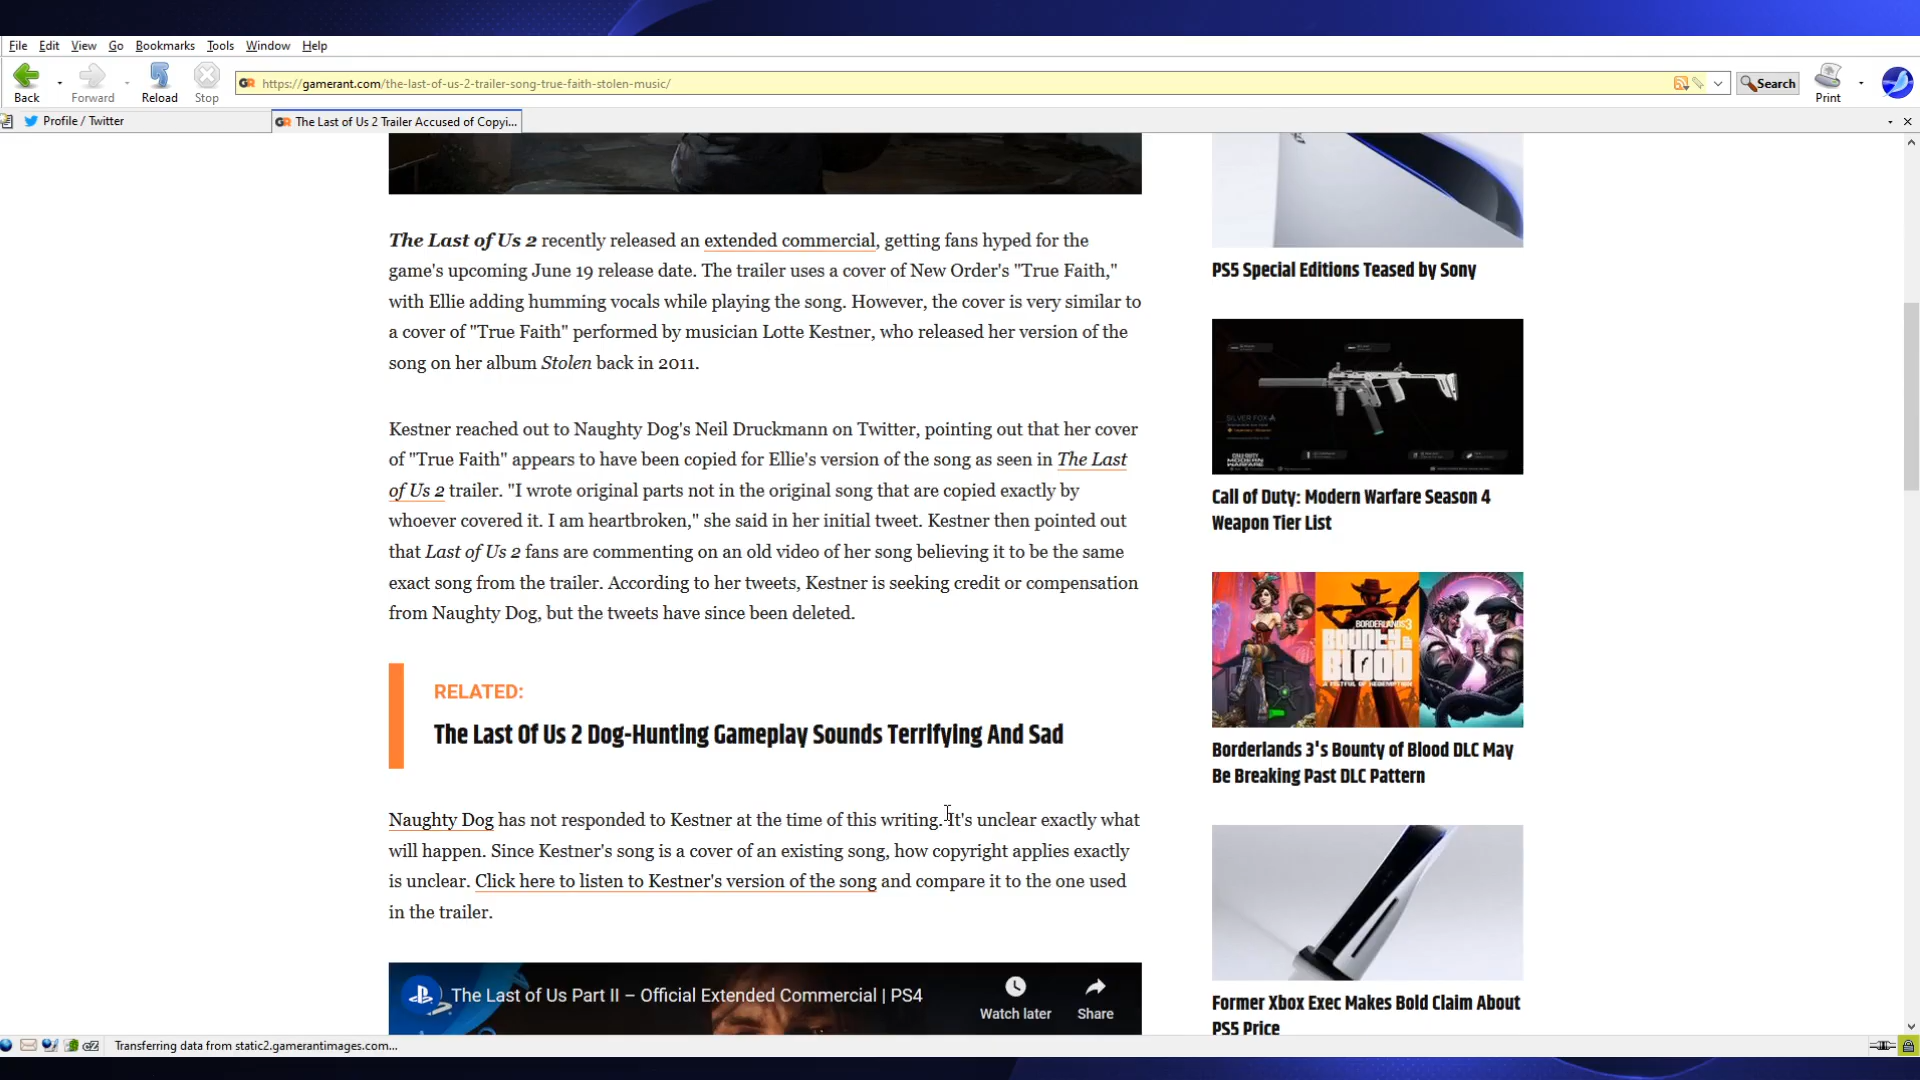 File Edit View Go Bookmarks Tools Window Help
Back Forward Reload Stop
https://gamerant.com/the-last-of-us-2-trailer-song-true-faith-stolen-music/
Search
Print
Profile / Twitter
The Last of Us 2 Trailer Accused of Copyi...
The Last of Us 2 recently released an extended commercial, getting fans hyped for the
game's upcoming June 19 release date. The trailer uses a cover of New Order's "True Faith,"
with Ellie adding humming vocals while playing the song. However, the cover is very similar to
a cover of "True Faith" performed by musician Lotte Kestner, who released her version of the
song on her album Stolen back in 2011.
Kestner reached out to Naughty Dog's Neil Druckmann on Twitter, pointing out that her cover
of "True Faith" appears to have been copied for Ellie's version of the song as seen in The Last
of Us 2 trailer. "I wrote original parts not in the original song that are copied exactly by
whoever covered it. I am heartbroken," she said in her initial tweet. Kestner then pointed out
that Last of Us 2 fans are commenting on an old video of her song believing it to be the same
exact song from the trailer. According to her tweets, Kestner is seeking credit or compensation
from Naughty Dog, but the tweets have since been deleted.
RELATED:
The Last Of Us 2 Dog-Hunting Gameplay Sounds Terrifying And Sad
Naughty Dog has not responded to Kestner at the time of this writing. It's unclear exactly what
will happen. Since Kestner's song is a cover of an existing song, how copyright applies exactly
is unclear. Click here to listen to Kestner's version of the song and compare it to the one used
in the trailer.
The Last of Us Part II – Official Extended Commercial | PS4
Watch later
Share
PS5 Special Editions Teased by Sony
SILVER FOX
CALL OF DUTY
MODERN
WARFARE
Call of Duty: Modern Warfare Season 4
Weapon Tier List
BORDERLANDS 3
BOUNTY
OF
BLOOD
A FISTFUL OF REDEMPTION
Borderlands 3's Bounty of Blood DLC May
Be Breaking Past DLC Pattern
Former Xbox Exec Makes Bold Claim About
PS5 Price
Transferring data from static2.gamerantimages.com...